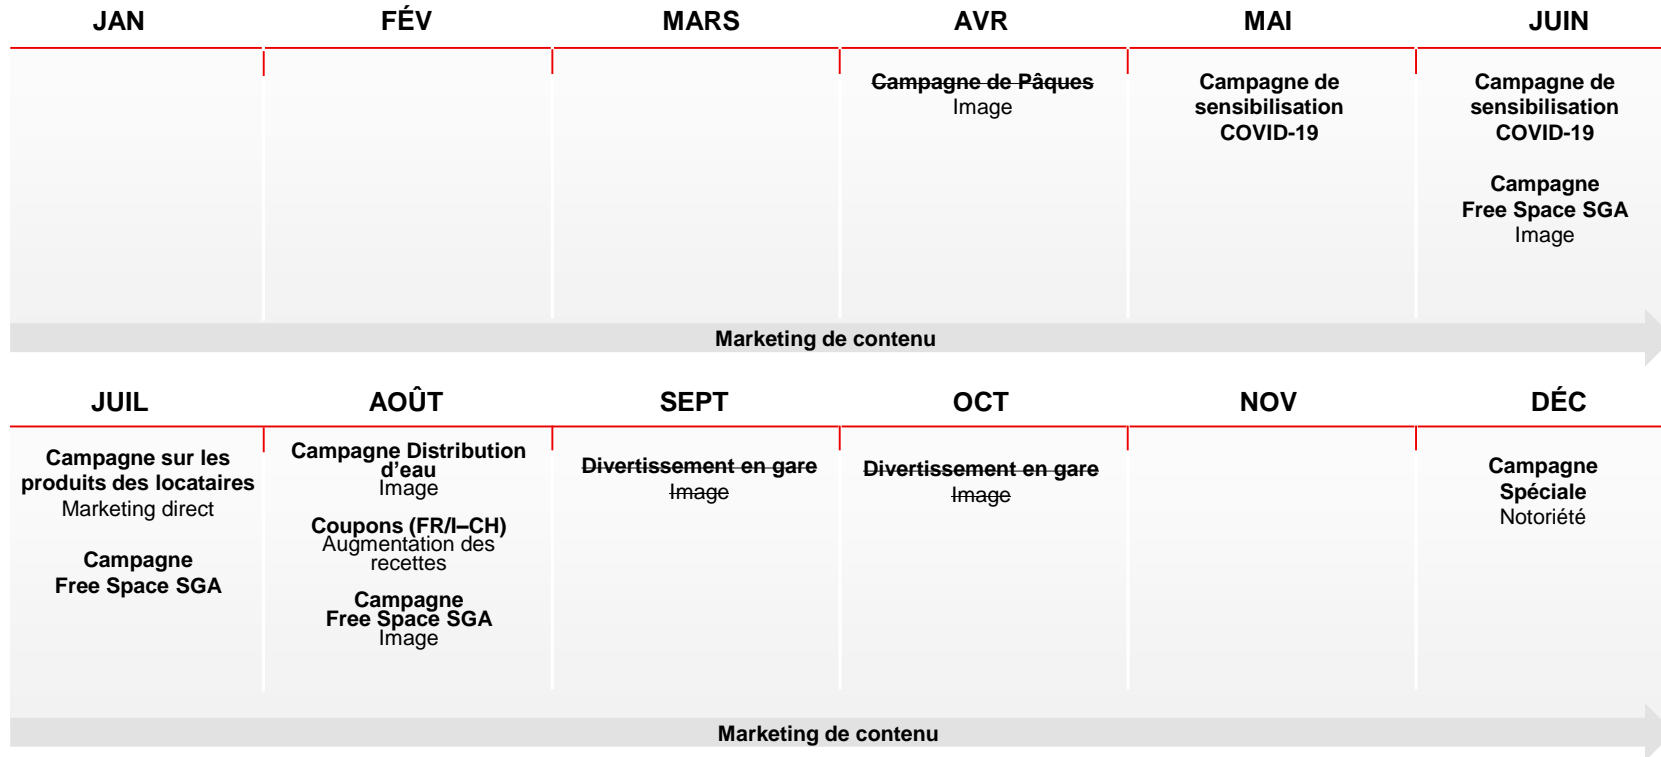 JAN
FÉV
MARS
AVR
MAI
JUIN
Campagne de Pâques
Image
Campagne de
sensibilisation
COVID-19
Campagne de
sensibilisation
COVID-19
Campagne
Free Space SGA
Image
Marketing de contenu
JUIL
AOÛT
SEPT
OCT
NOV
DÉC
Campagne sur les
produits des locataires
Marketing direct
Campagne
Free Space SGA
Campagne Distribution
d'eau
Image
Coupons (FR/I–CH)
Augmentation des
recettes
Campagne
Free Space SGA
Image
Divertissement en gare
Image
Divertissement en gare
Image
Campagne
Spéciale
Notoriété
Marketing de contenu